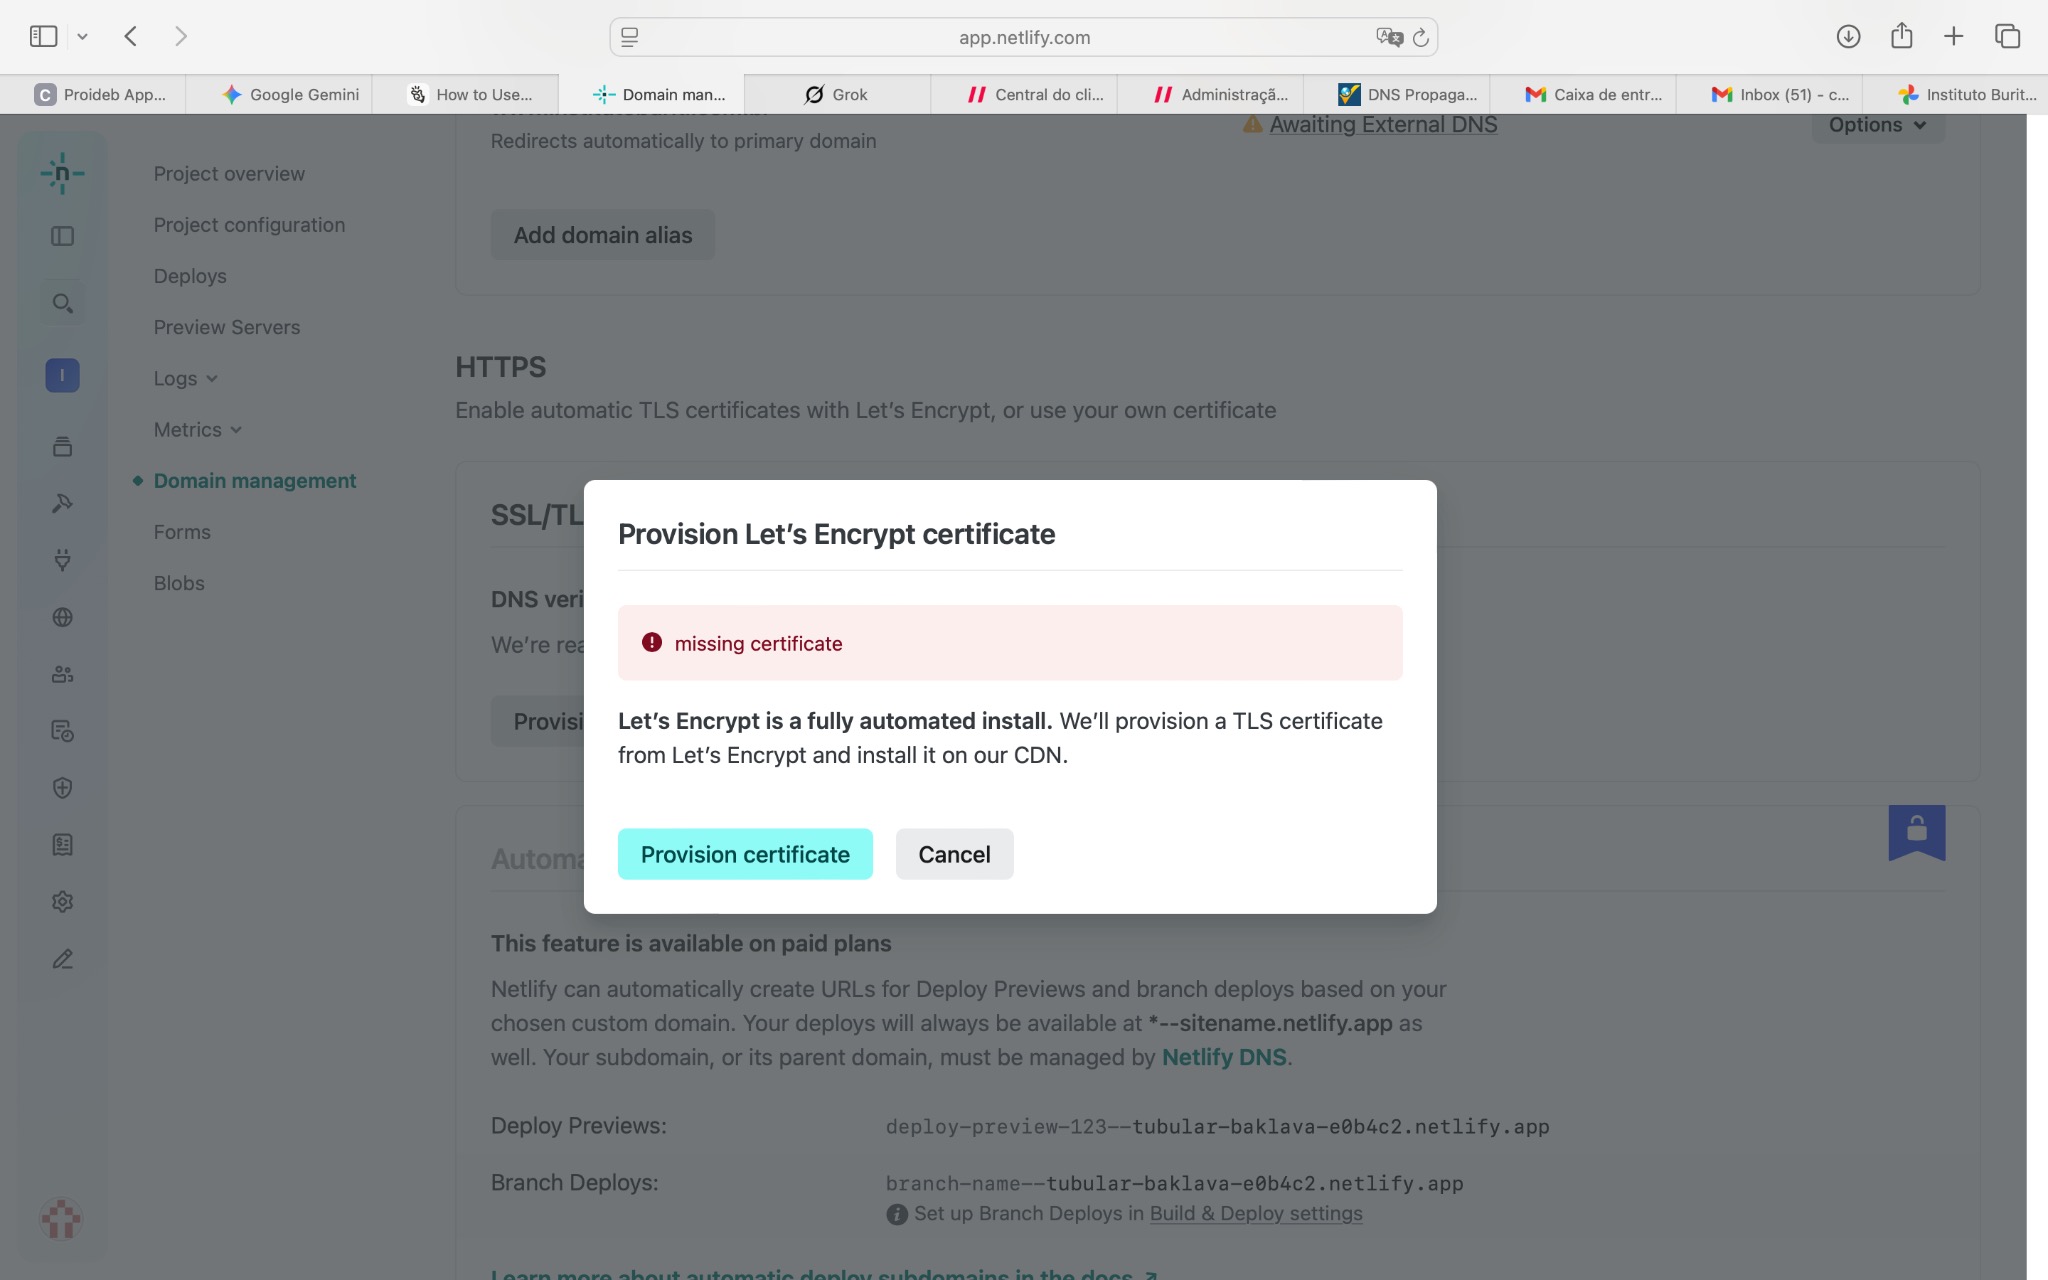 app.netlify.com
C Proideb App...
Google Gemini
How to Use...
Domain man...
Grok
Central do cli...
Administraçã...
DNS Propaga...
Caixa de entr...
Inbox (51) - c...
Instituto Burit...
Redirects automatically to primary domain
Awaiting External DNS
Options
Add domain alias
n
I
Project overview
Project configuration
Deploys
Preview Servers
Logs
Metrics
Domain management
Forms
Blobs
HTTPS
Enable automatic TLS certificates with Let's Encrypt, or use your own certificate
SSL/TL
DNS veri
We're rea
Provisi
Provision Let's Encrypt certificate
missing certificate
Let's Encrypt is a fully automated install. We'll provision a TLS certificate
from Let's Encrypt and install it on our CDN.
Provision certificate
Cancel
Automa
This feature is available on paid plans
Netlify can automatically create URLs for Deploy Previews and branch deploys based on your
chosen custom domain. Your deploys will always be available at *--sitename.netlify.app as
well. Your subdomain, or its parent domain, must be managed by Netlify DNS.
Deploy Previews:
deploy-preview-123--tubular-baklava-e0b4c2.netlify.app
Branch Deploys:
branch-name--tubular-baklava-e0b4c2.netlify.app
Set up Branch Deploys in Build & Deploy settings
Learn more about automatic deploy subdomains in the docs